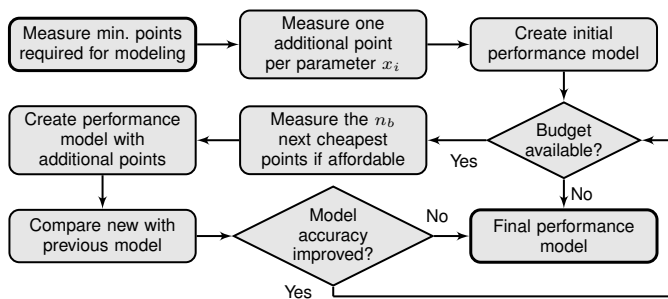 Measure min. points
required for modeling
Measure one
additional point
per parameter x_i
Create initial
performance model
Create performance
model with
additional points
Measure the n_b
next cheapest
points if affordable
Yes
Budget
available?
No
Compare new with
previous model
Model
accuracy
improved?
No
Yes
Final performance
model